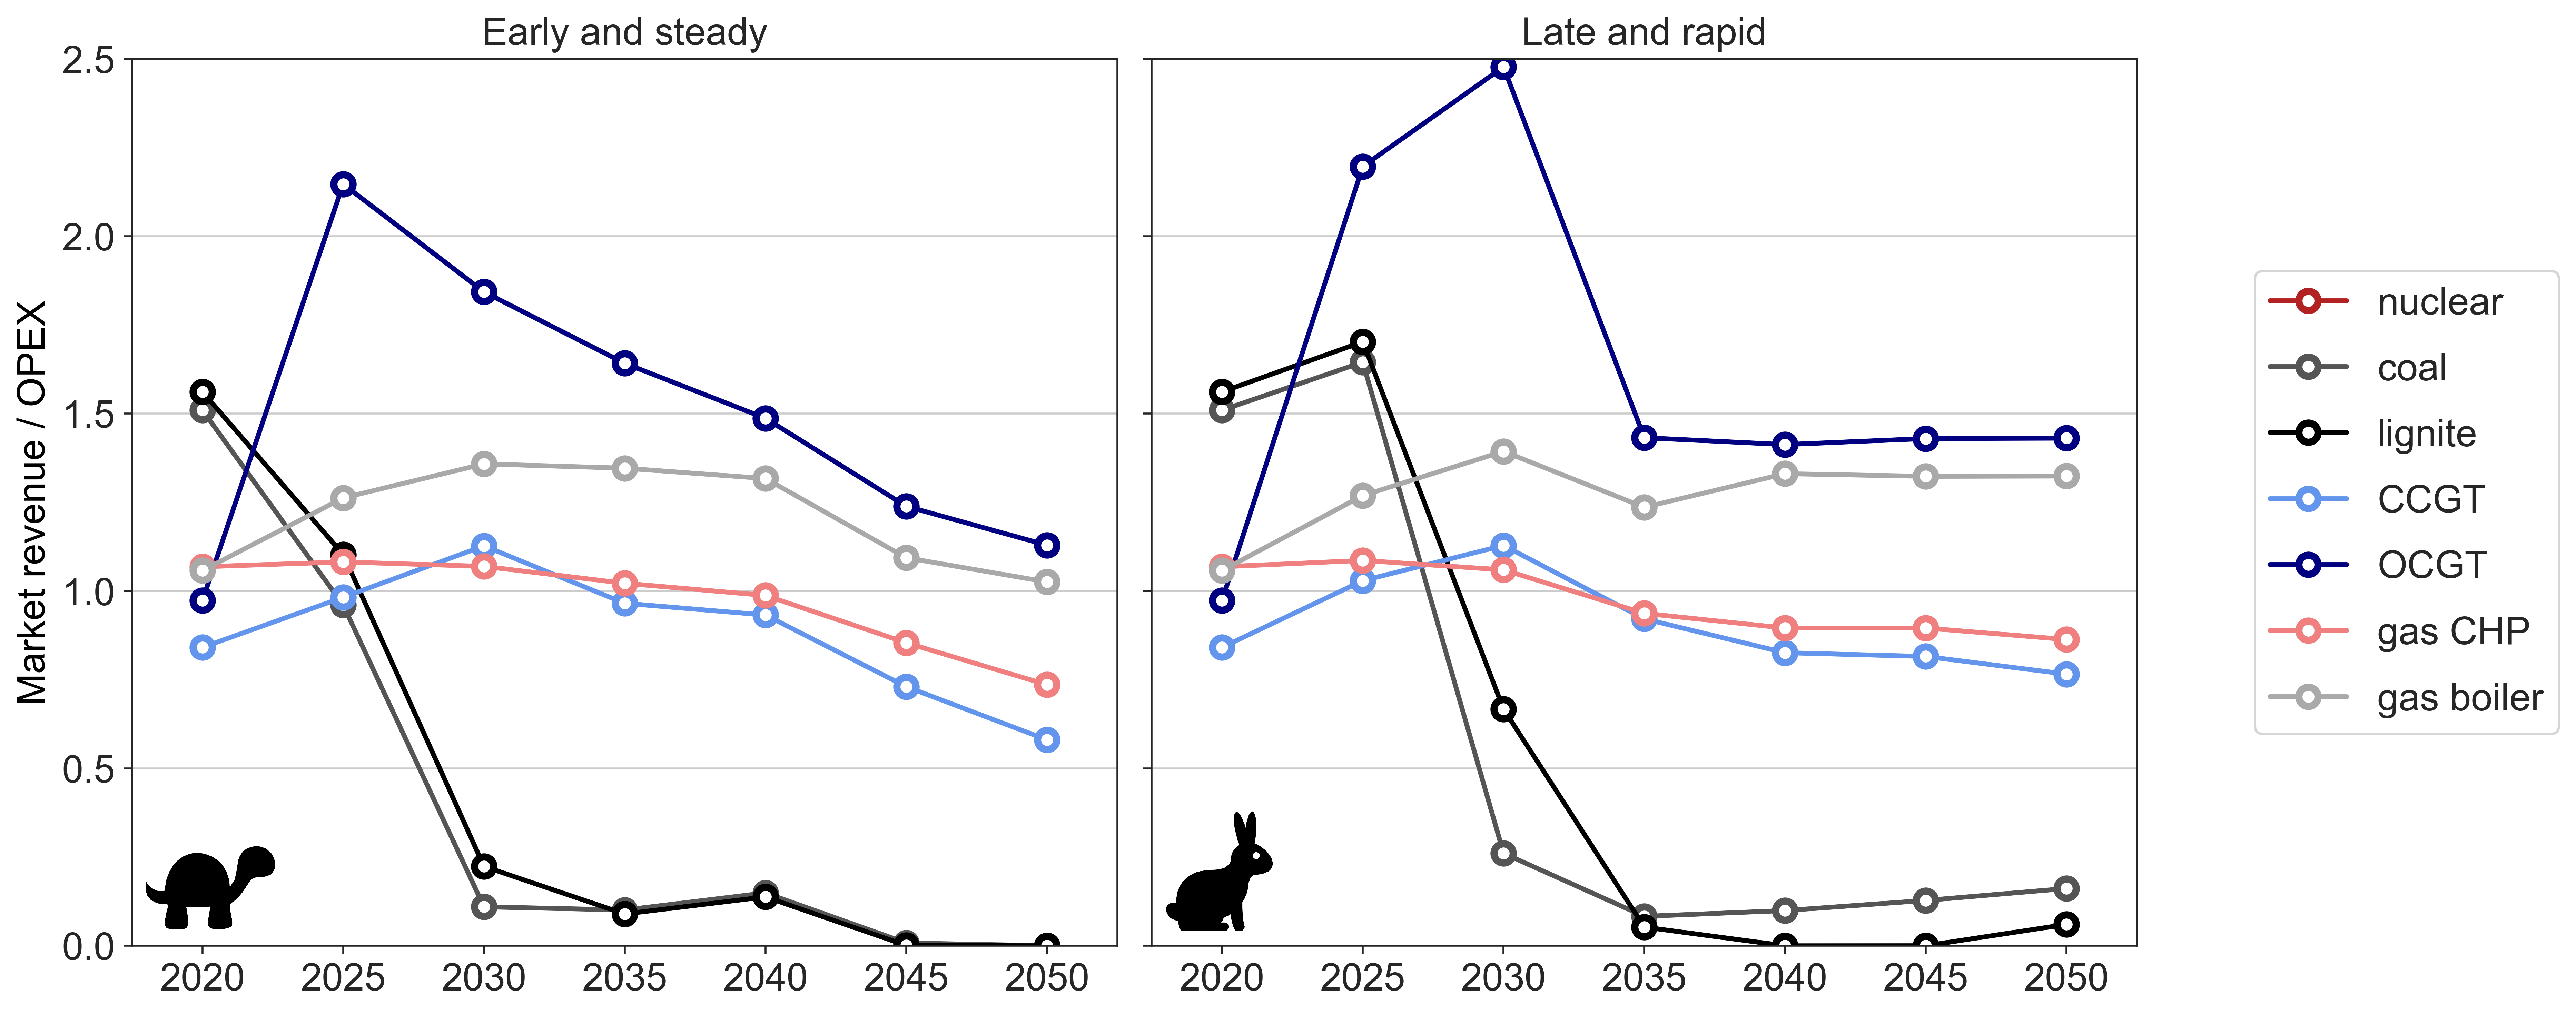 Early and steady
Late and rapid
Market revenue / OPEX
2.5
2.0
1.5
1.0
0.5
0.0
2020 2025 2030 2035 2040 2045 2050
2020 2025 2030 2035 2040 2045 2050
nuclear
coal
lignite
CCGT
OCGT
gas CHP
gas boiler